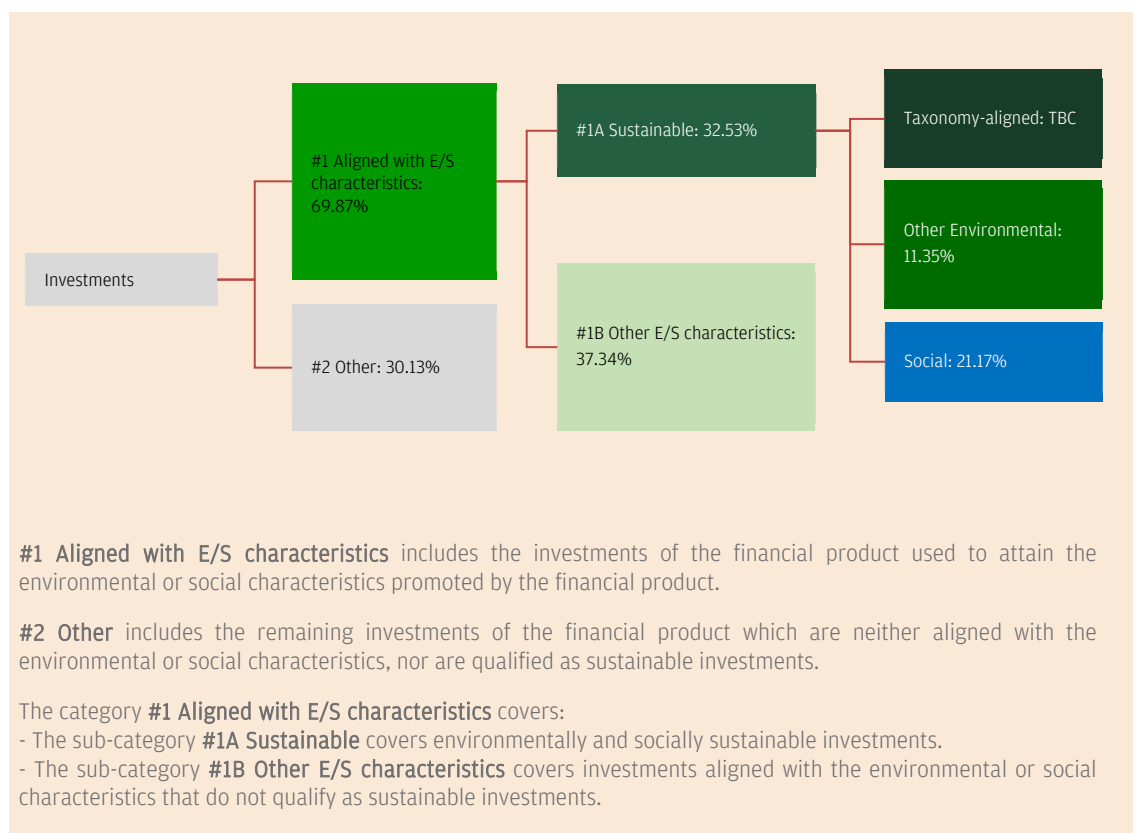 Investments
#1 Aligned with E/S
characteristics:
69.87%
#2 Other: 30.13%
#1A Sustainable: 32.53%
#1B Other E/S characteristics:
37.34%
Taxonomy-aligned: TBC
Other Environmental:
11.35%
Social: 21.17%
#1 Aligned with E/S characteristics includes the investments of the financial product used to attain the
environmental or social characteristics promoted by the financial product.
#2 Other includes the remaining investments of the financial product which are neither aligned with the
environmental or social characteristics, nor are qualified as sustainable investments.
The category #1 Aligned with E/S characteristics covers:
- The sub-category #1A Sustainable covers environmentally and socially sustainable investments.
- The sub-category #1B Other E/S characteristics covers investments aligned with the environmental or social
characteristics that do not qualify as sustainable investments.